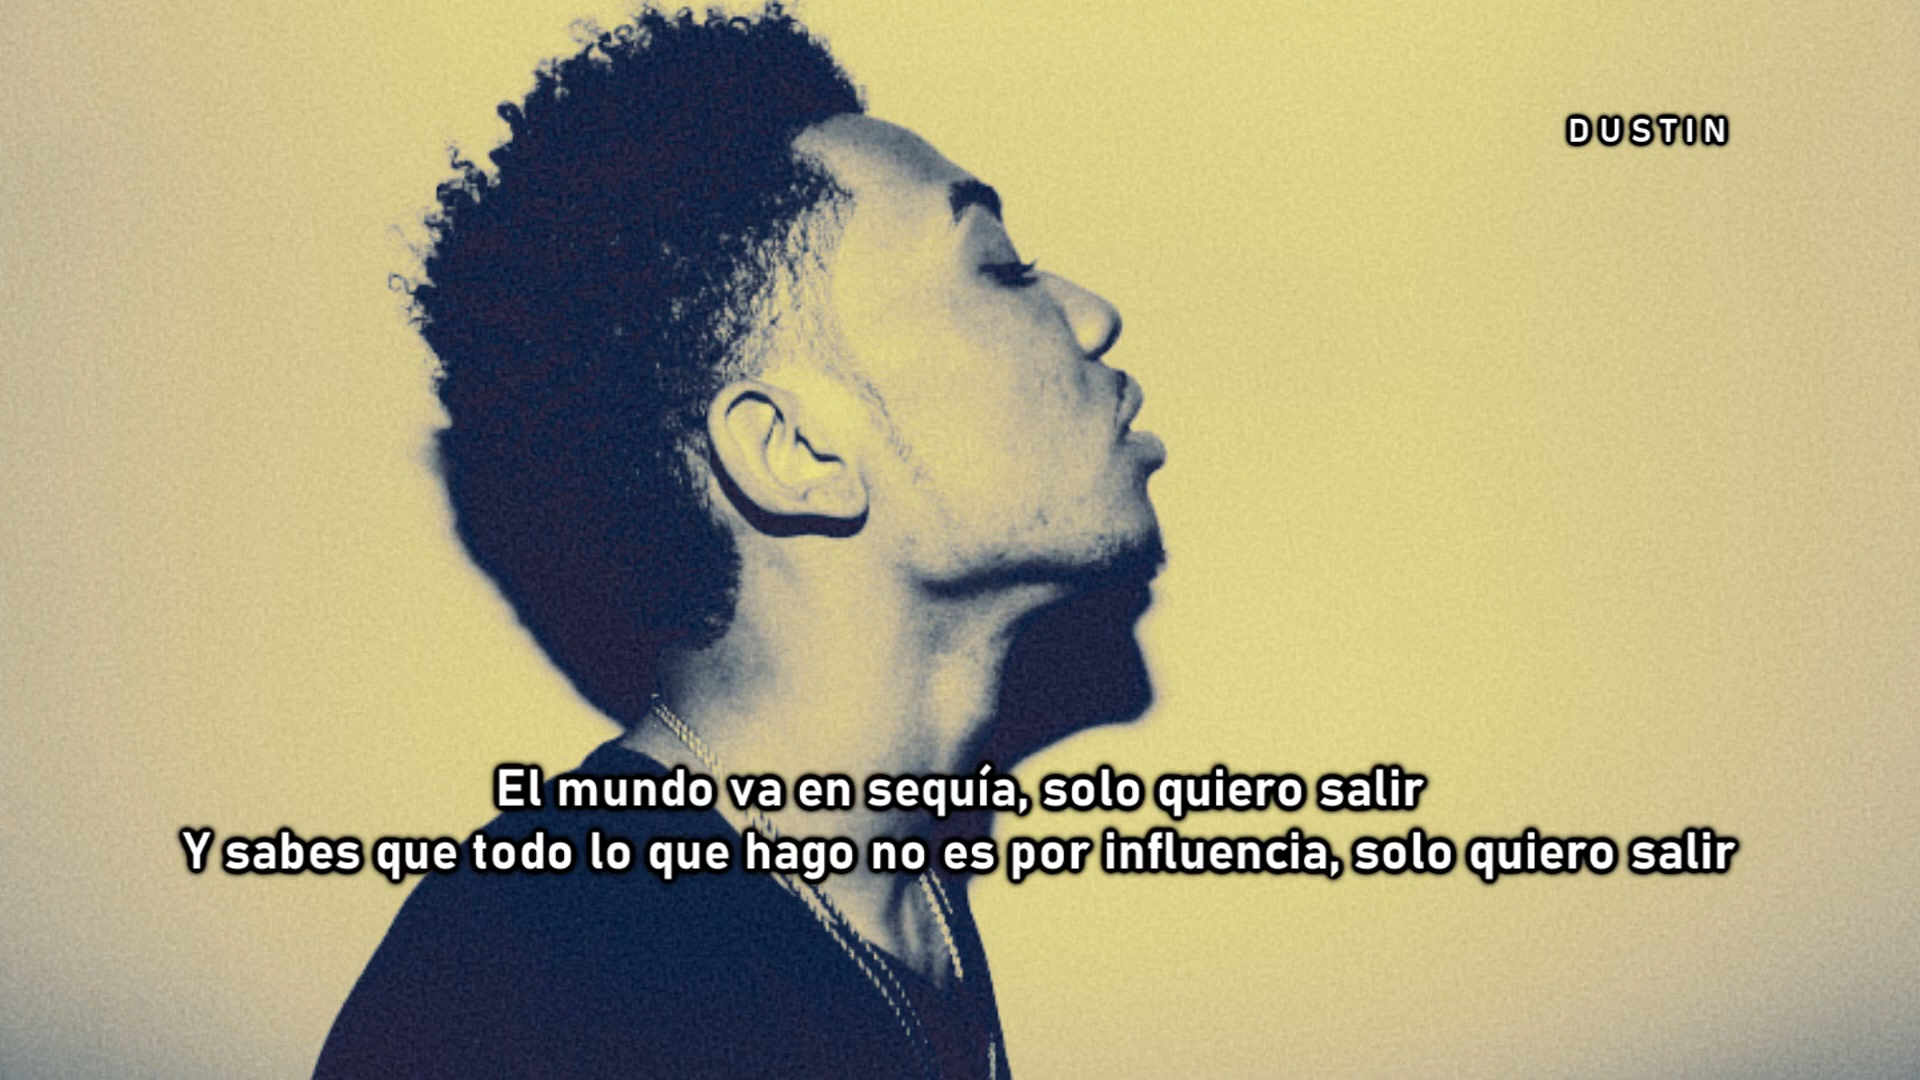 DUSTIN
El mundo va en sequía, solo quiero salir
Y sabes que todo lo que hago no es por influencia, solo quiero salir